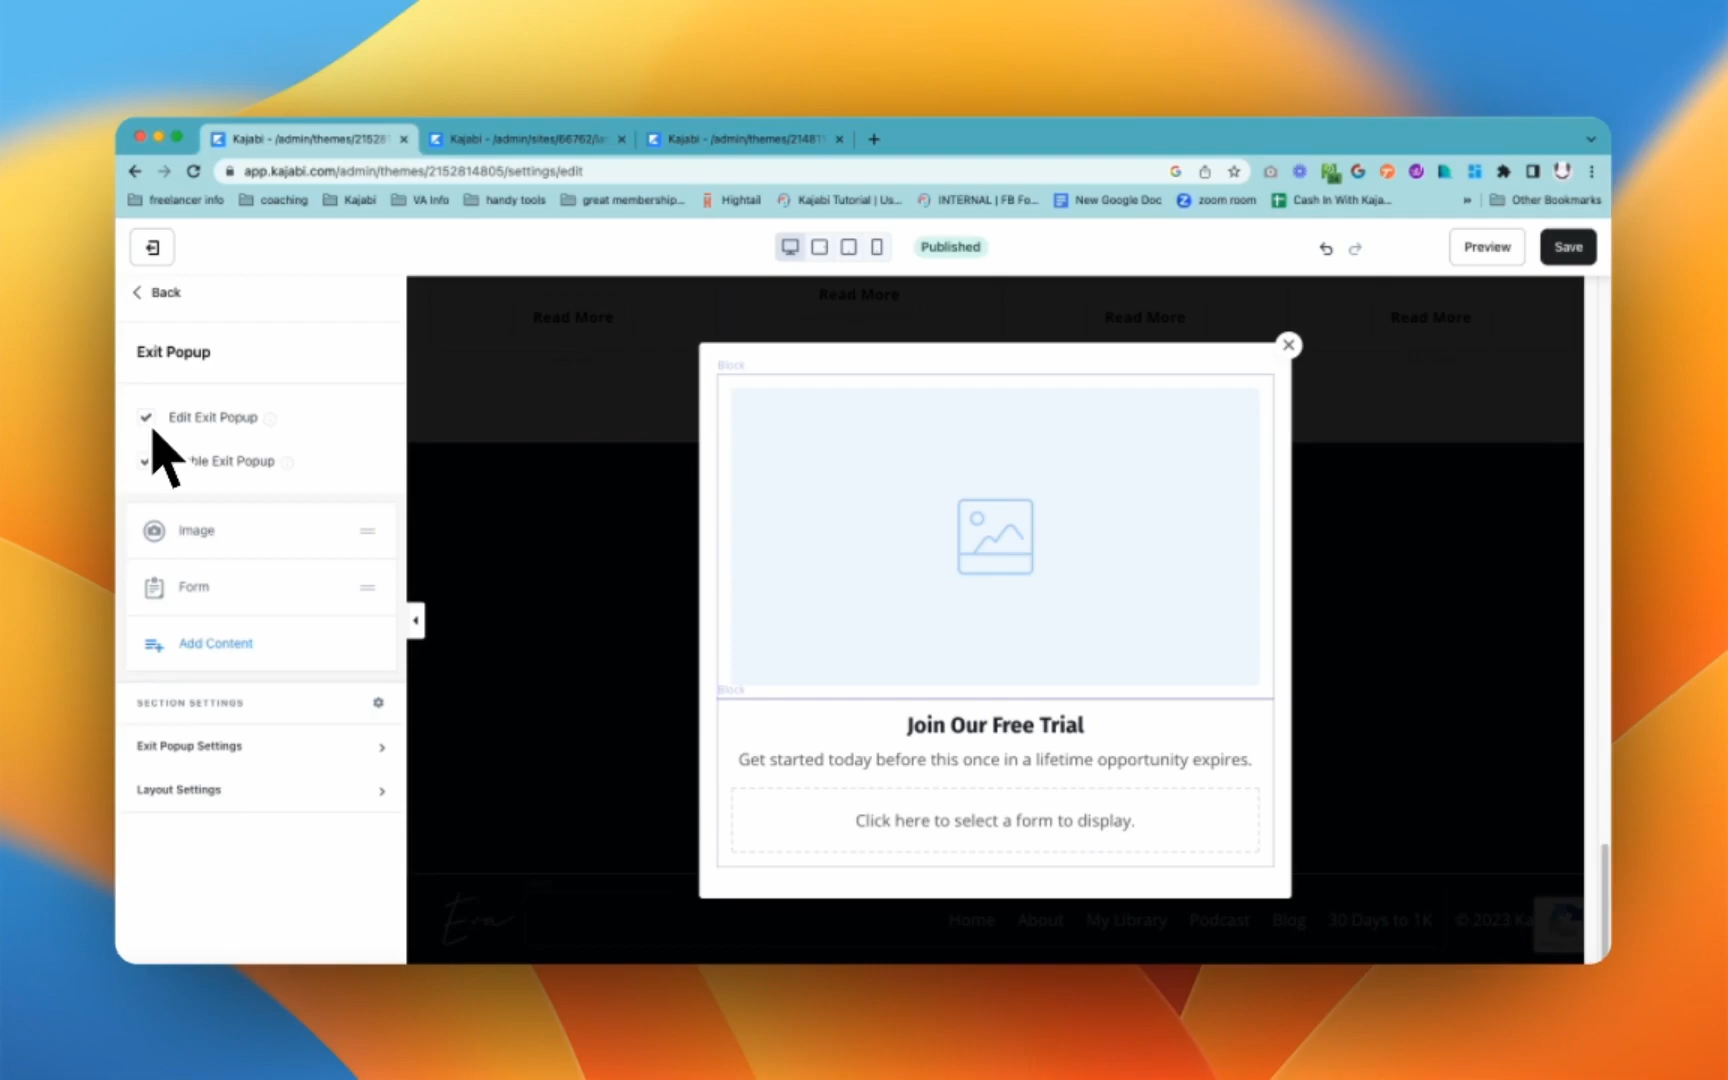 Kajabi - /admin/themes/21528
Kajabi - /admin/sites/66762/la
Kajabi - /admin/themes/21481
app.kajabi.com/admin/themes/2152814805/settings/edit
freelancer info
coaching
Kajabi
VA Info
handy tools
great membership...
Hightail
Kajabi Tutorial | Us...
INTERNAL | FB Fo...
New Google Doc
zoom room
Cash In With Kaja...
»
Other Bookmarks
Published
Preview
Save
Back
Exit Popup
Edit Exit Popup
ble Exit Popup
Image
Form
Add Content
SECTION SETTINGS
Exit Popup Settings
Layout Settings
Read More
Read More
Read More
Read More
Block
Block
Join Our Free Trial
Get started today before this once in a lifetime opportunity expires.
Click here to select a form to display.
Home
About
My Library
Podcast
Blog
30 Days to 1K
© 2023 Ka